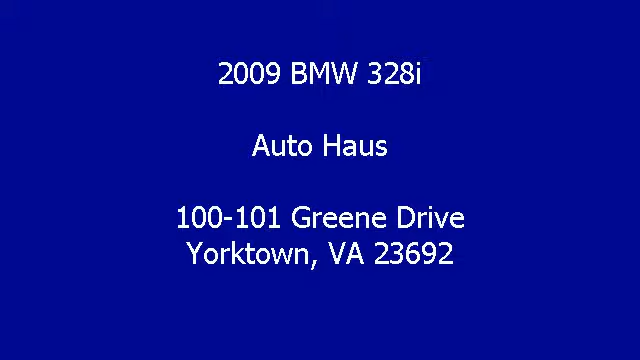 2009 BMW 328i
Auto Haus
100-101 Greene Drive
Yorktown, VA 23692